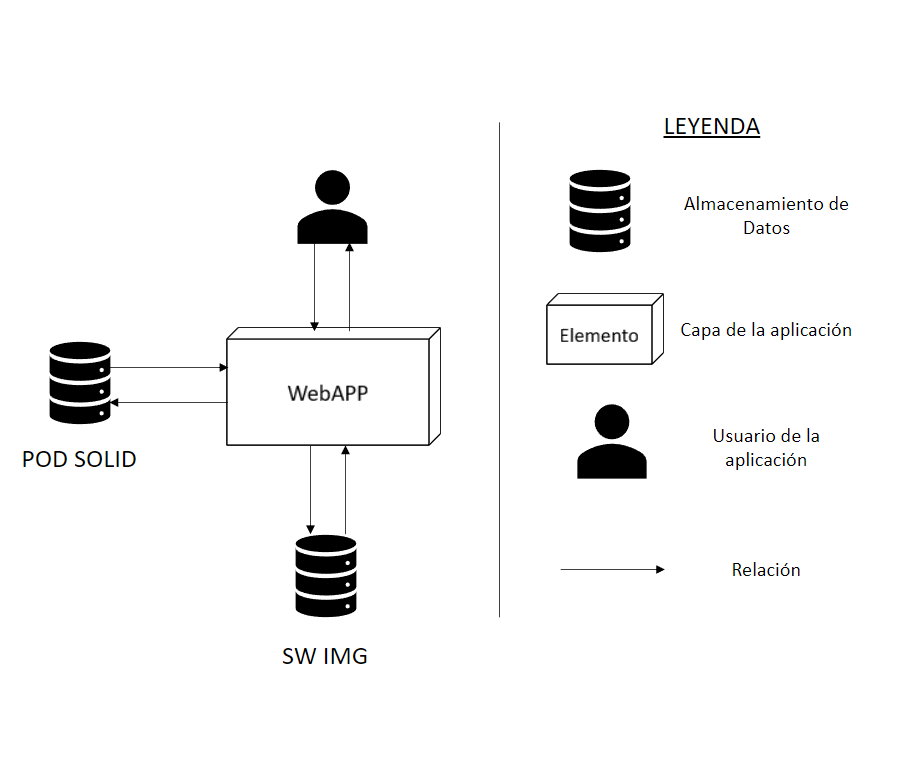 WebAPP
POD SOLID
SW IMG
LEYENDA
Almacenamiento de
Datos
Elemento
Capa de la aplicación
Usuario de la
aplicación
Relación